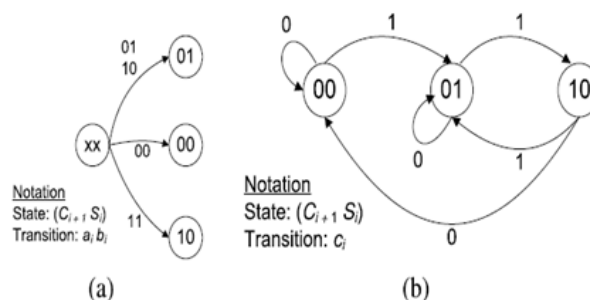 01
10
01
xx
00
00
11
10
Notation
State: (C_{i+1} S_i)
Transition: a_i b_i
(a)
0
1
1
00
01
10
0
1
0
Notation
State: (C_{i+1} S_i)
Transition: c_i
(b)